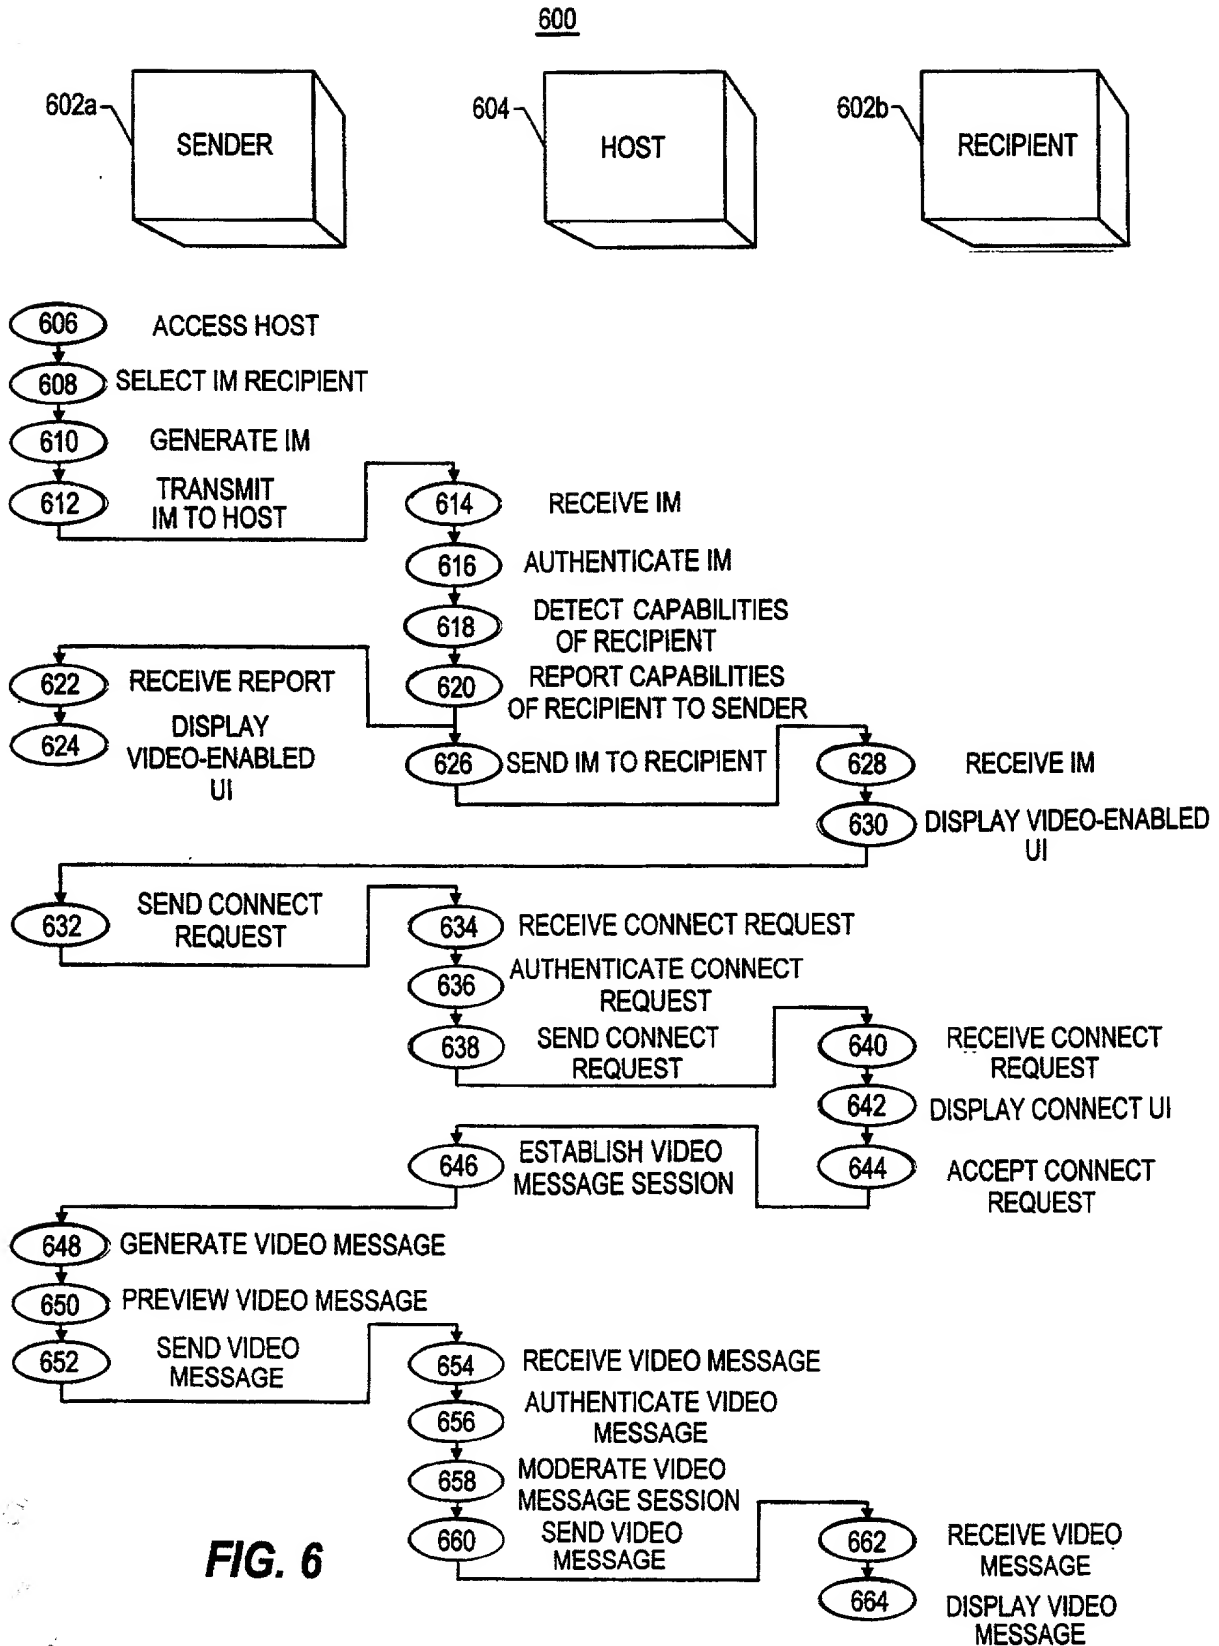 600
602a
SENDER
604
HOST
602b
RECIPIENT
606
ACCESS HOST
608
SELECT IM RECIPIENT
610
GENERATE IM
612
TRANSMIT
IM TO HOST
614
RECEIVE IM
616
AUTHENTICATE IM
618
DETECT CAPABILITIES
OF RECIPIENT
620
REPORT CAPABILITIES
OF RECIPIENT TO SENDER
622
RECEIVE REPORT
624
DISPLAY
VIDEO-ENABLED
UI
626
SEND IM TO RECIPIENT
628
RECEIVE IM
630
DISPLAY VIDEO-ENABLED
UI
632
SEND CONNECT
REQUEST
634
RECEIVE CONNECT REQUEST
636
AUTHENTICATE CONNECT
REQUEST
638
SEND CONNECT
REQUEST
640
RECEIVE CONNECT
REQUEST
642
DISPLAY CONNECT UI
644
ACCEPT CONNECT
REQUEST
646
ESTABLISH VIDEO
MESSAGE SESSION
648
GENERATE VIDEO MESSAGE
650
PREVIEW VIDEO MESSAGE
652
SEND VIDEO
MESSAGE
654
RECEIVE VIDEO MESSAGE
656
AUTHENTICATE VIDEO
MESSAGE
658
MODERATE VIDEO
MESSAGE SESSION
660
SEND VIDEO
MESSAGE
662
RECEIVE VIDEO
MESSAGE
664
DISPLAY VIDEO
MESSAGE
FIG. 6